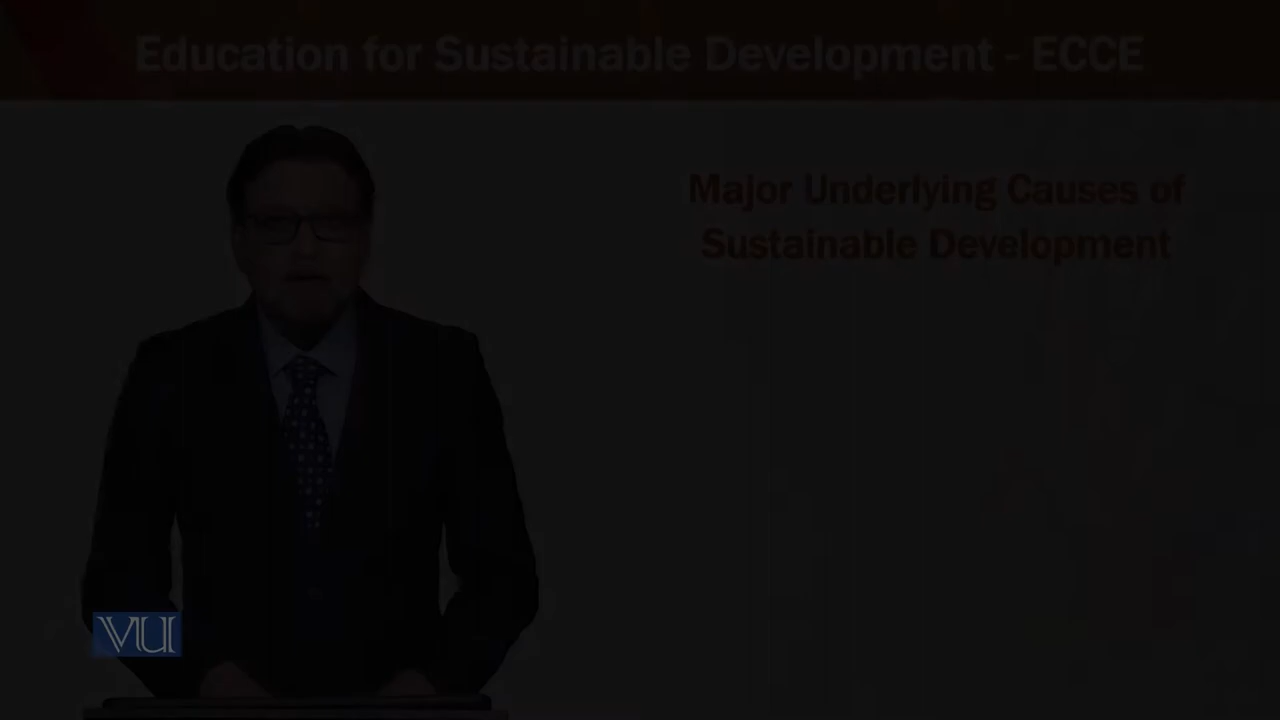 Education for Sustainable Development - ECCE
Major Underlying Causes of
Sustainable Development
VU